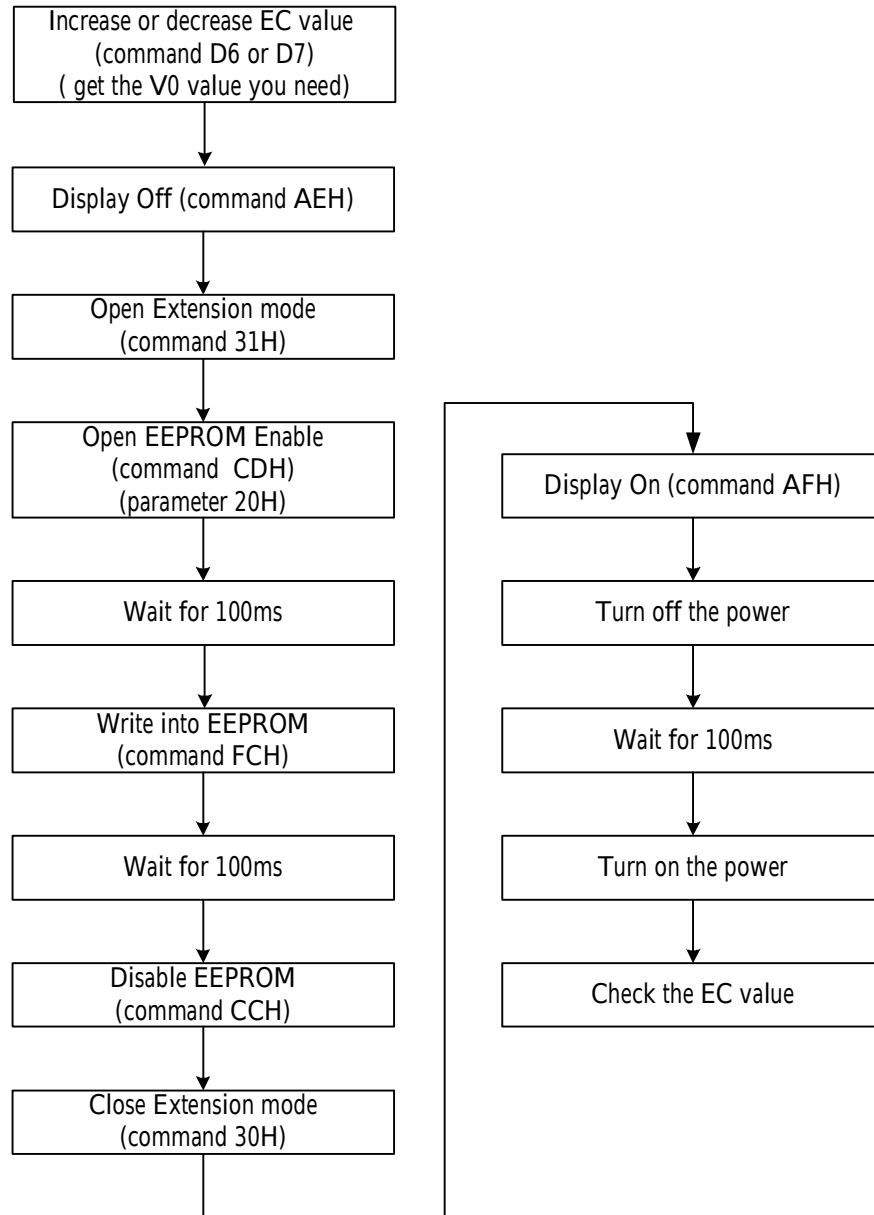 Increase or decrease EC value
(command D6 or D7)
( get the V0 value you need)
Display Off (command AEH)
Open Extension mode
(command 31H)
Open EEPROM Enable
(command CDH)
(parameter 20H)
Wait for 100ms
Write into EEPROM
(command FCH)
Wait for 100ms
Disable EEPROM
(command CCH)
Close Extension mode
(command 30H)
Display On (command AFH)
Turn off the power
Wait for 100ms
Turn on the power
Check the EC value